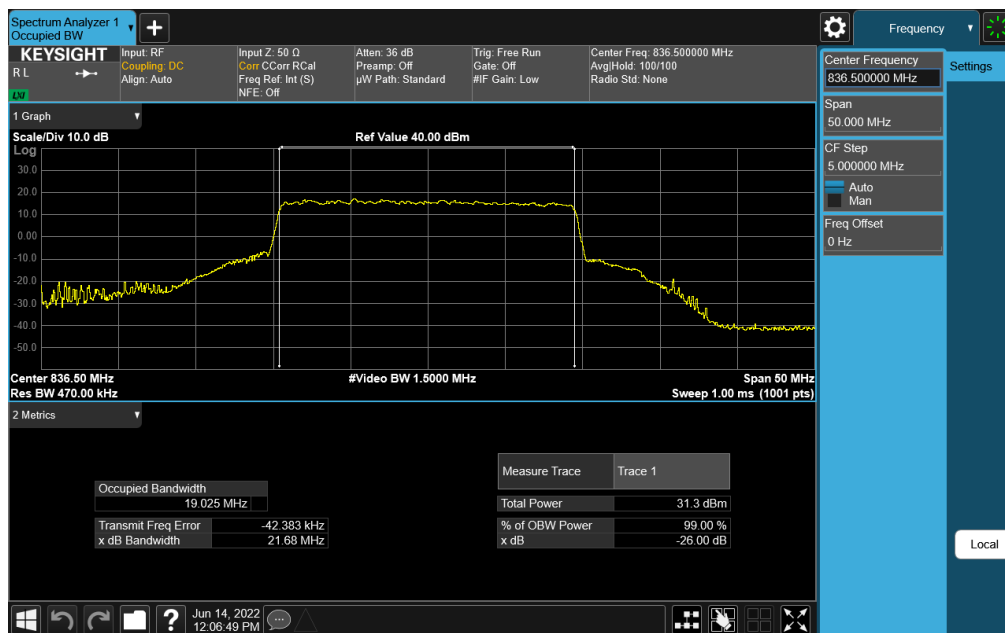 Spectrum Analyzer 1
Occupied BW
Frequency
KEYSIGHT
R L
LXI
Input: RF
Coupling: DC
Align: Auto
Input Z: 50 Ω
Corr CCorr RCal
Freq Ref: Int (S)
NFE: Off
Atten: 36 dB
Preamp: Off
µW Path: Standard
Trig: Free Run
Gate: Off
#IF Gain: Low
Center Freq: 836.500000 MHz
Avg|Hold: 100/100
Radio Std: None
Center Frequency
836.500000 MHz
Settings
Span
50.000 MHz
CF Step
5.000000 MHz
Auto
Man
Freq Offset
0 Hz
1 Graph
Scale/Div 10.0 dB
Ref Value 40.00 dBm
Log
30.0
20.0
10.0
0.00
-10.0
-20.0
-30.0
-40.0
-50.0
Center 836.50 MHz
#Video BW 1.5000 MHz
Span 50 MHz
Res BW 470.00 kHz
Sweep 1.00 ms (1001 pts)
2 Metrics
Measure Trace Trace 1
Occupied Bandwidth
19.025 MHz
Total Power 31.3 dBm
Transmit Freq Error -42.383 kHz
% of OBW Power 99.00 %
x dB Bandwidth 21.68 MHz
x dB -26.00 dB
Local
?
Jun 14, 2022
12:06:49 PM